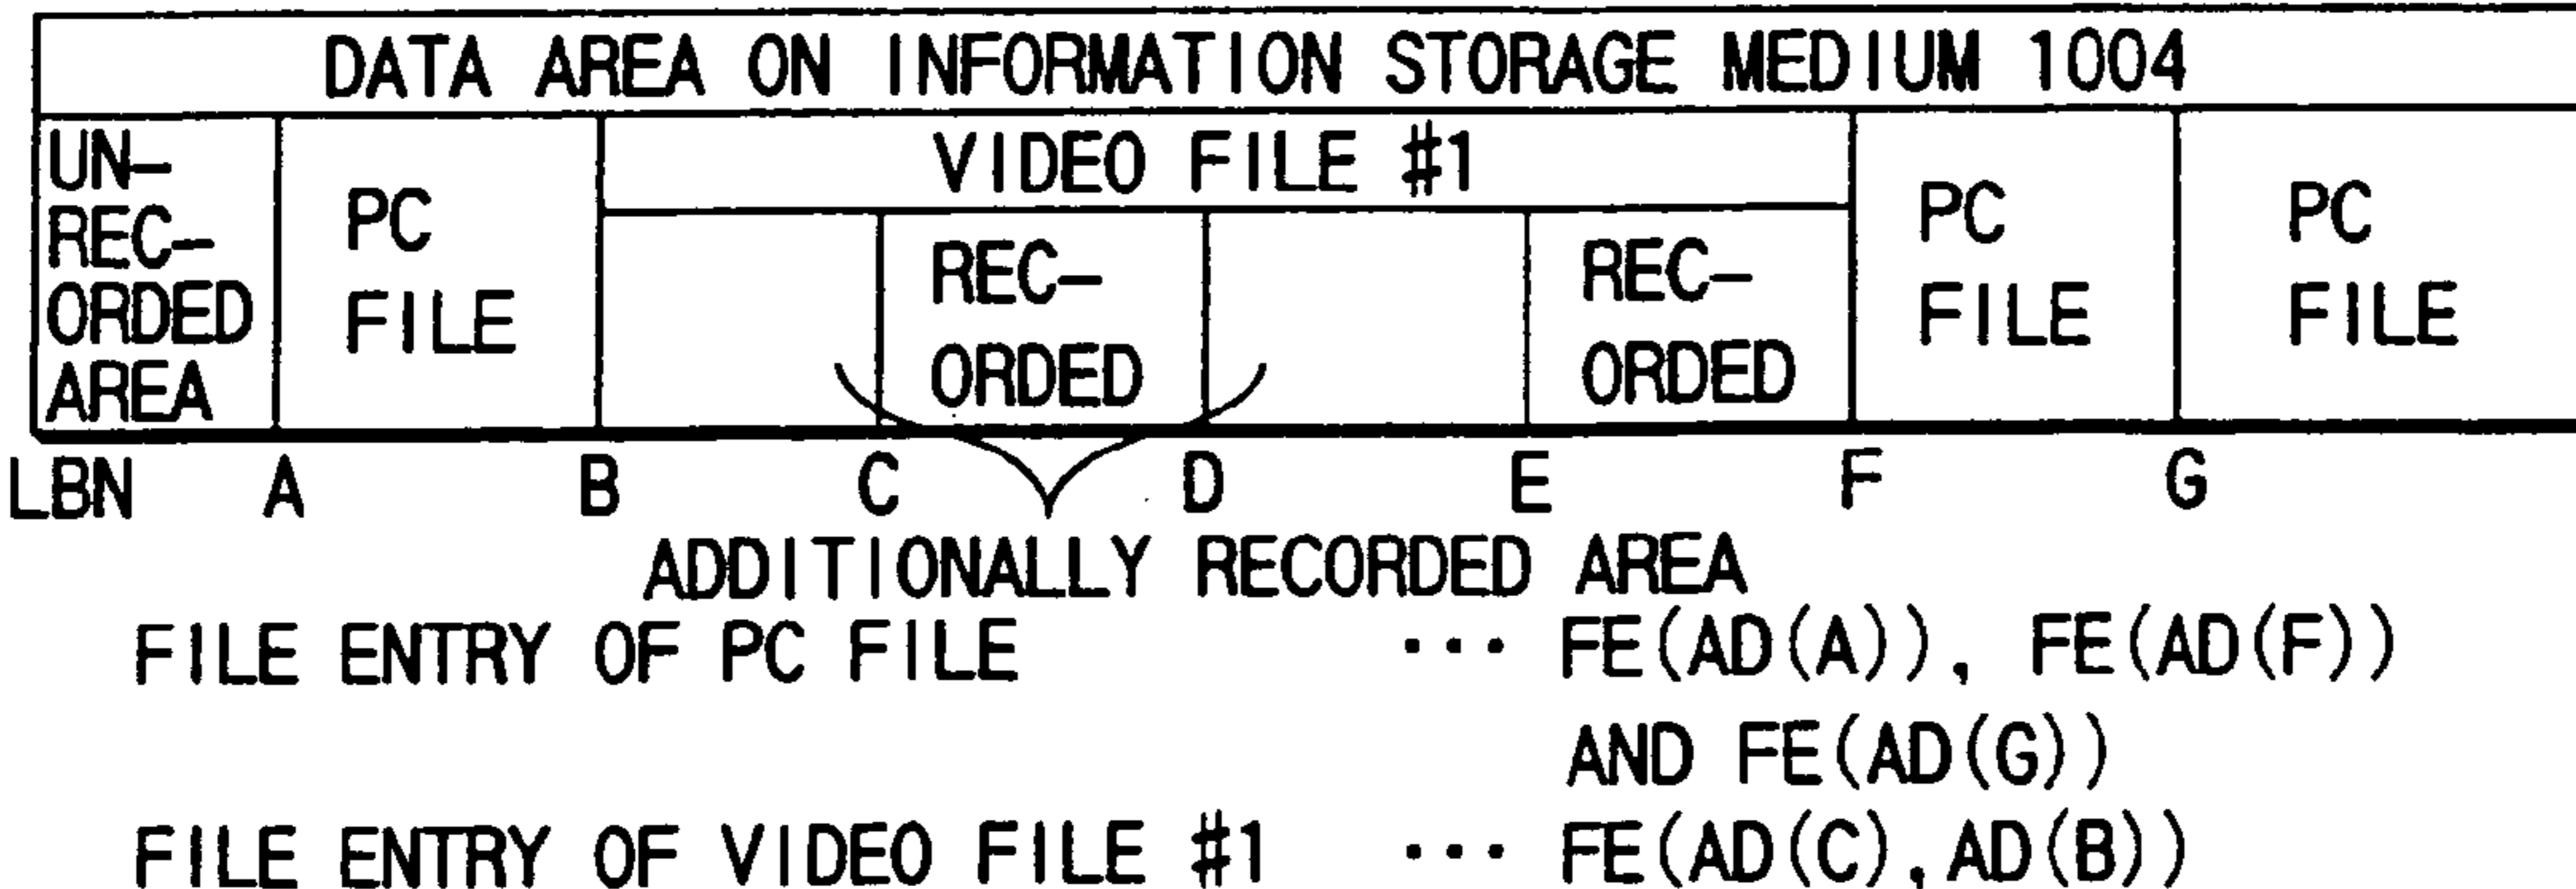 DATA AREA ON INFORMATION STORAGE MEDIUM 1004
UN-
REC-
ORDED
AREA
PC
FILE
VIDEO FILE #1
REC-
ORDED
REC-
ORDED
PC
FILE
PC
FILE
LBN A B C D E F G
ADDITIONALLY RECORDED AREA
FILE ENTRY OF PC FILE ··· FE(AD(A)), FE(AD(F))
AND FE(AD(G))
FILE ENTRY OF VIDEO FILE #1 ··· FE(AD(C), AD(B))